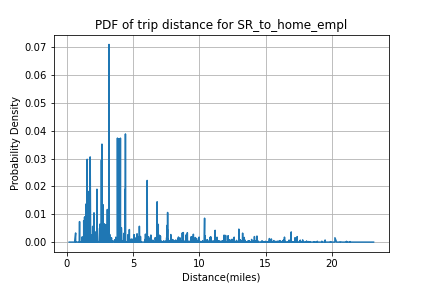 PDF of trip distance for SR_to_home_empl
0.07
0.06
0.05
0.04
0.03
0.02
0.01
0.00
Probability Density
0 5 10 15 20
Distance(miles)